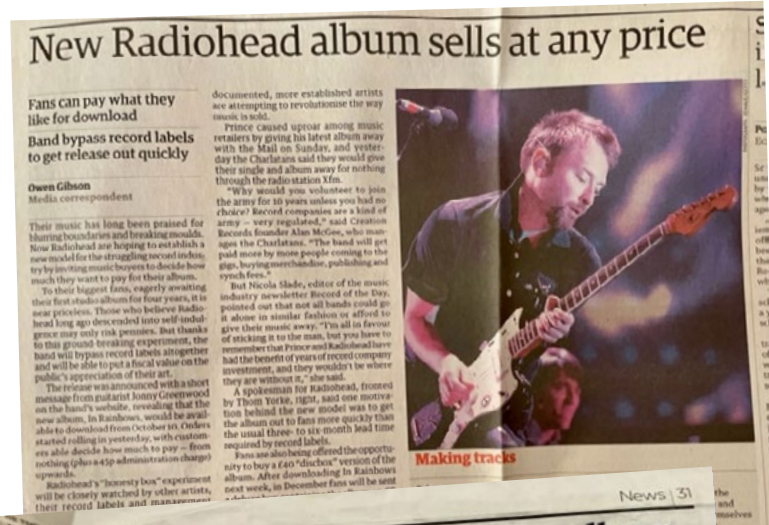 New Radiohead album sells at any price
Fans can pay what they
like for download
Band bypass record labels
to get release out quickly
Owen Gibson
Media correspondent
Their music has long been praised for
blurring boundaries and breaking moulds.
Now Radiohead are hoping to establish a
new model for the struggling record indus-
try by inviting music buyers to decide how
much they want to pay for their album.
To their biggest fans, eagerly awaiting
their first studio album for four years, it is
near priceless. Those who believe Radio-
head long ago descended into self-indul-
gence may only risk pennies. But thanks
to this ground-breaking experiment, the
band will bypass record labels altogether
and will be able to put a fiscal value on the
public's appreciation of their art.
The release was announced with a short
message from guitarist Jonny Greenwood
on the band's website, revealing that the
new album, In Rainbows, would be avail-
able to download from October 10. Orders
started rolling in yesterday, with custom-
ers able decide how much to pay — from
nothing (plus a 45p administration charge)
upwards.
Radiohead's "honesty box" experiment
will be closely watched by other artists,
their record labels and management
documented, more established artists
are attempting to revolutionise the way
music is sold.
Prince caused uproar among music
retailers by giving his latest album away
with the Mail on Sunday, and yester-
day the Charlatans said they would give
their single and album away for nothing
through the radio station Xfm.
"Why would you volunteer to join
the army for 10 years unless you had no
choice? Record companies are a kind of
army — very regulated," said Creation
Records founder Alan McGee, who man-
ages the Charlatans. "The band will get
paid more by more people coming to the
gigs, buying merchandise, publishing and
synch fees."
But Nicola Slade, editor of the music
industry newsletter Record of the Day,
pointed out that not all bands could go
it alone in similar fashion or afford to
give their music away. "I'm all in favour
of sticking it to the man, but you have to
remember that Prince and Radiohead have
had the benefit of years of record company
investment, and they wouldn't be where
they are without it," she said.
A spokesman for Radiohead, fronted
by Thom Yorke, right, said one motiva-
tion behind the new model was to get
the album out to fans more quickly than
the usual three- to six-month lead time
required by record labels.
Fans are also being offered the opportu-
nity to buy a £40 "discbox" version of the
album. After downloading In Rainbows
next week, in December fans will be sent
Making tracks
News | 31
the
and
mselves